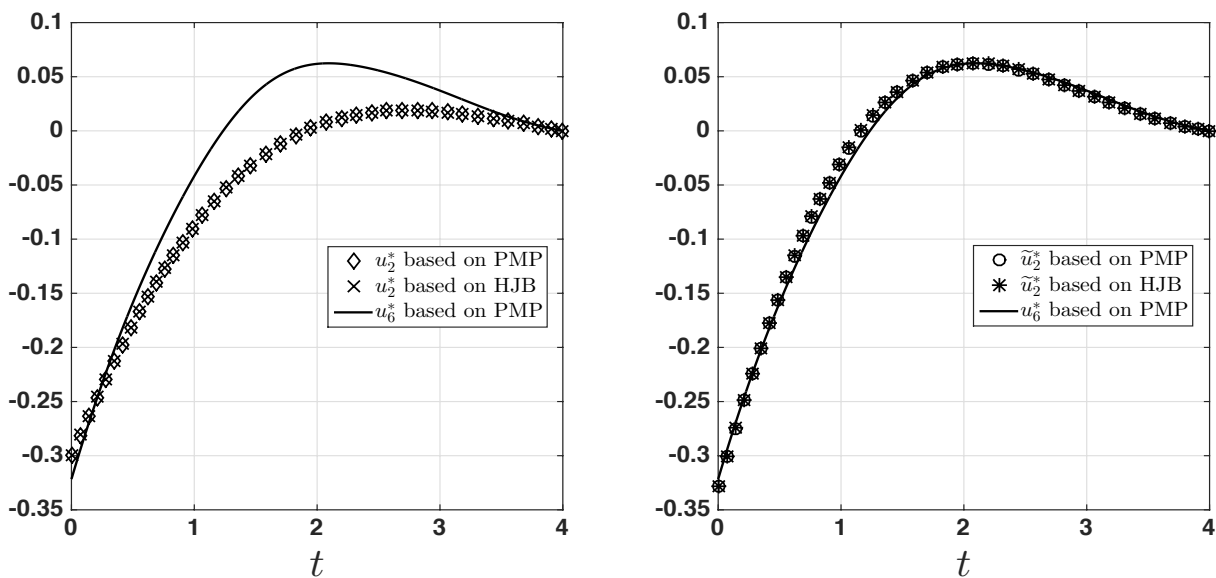 0.1
0.05
0
-0.05
-0.1
-0.15
-0.2
-0.25
-0.3
-0.35
0 1 2 3 4
t
u₂* based on PMP
u₂* based on HJB
u₆* based on PMP
0.1
0.05
0
-0.05
-0.1
-0.15
-0.2
-0.25
-0.3
-0.35
0 1 2 3 4
t
ũ₂* based on PMP
ũ₂* based on HJB
u₆* based on PMP